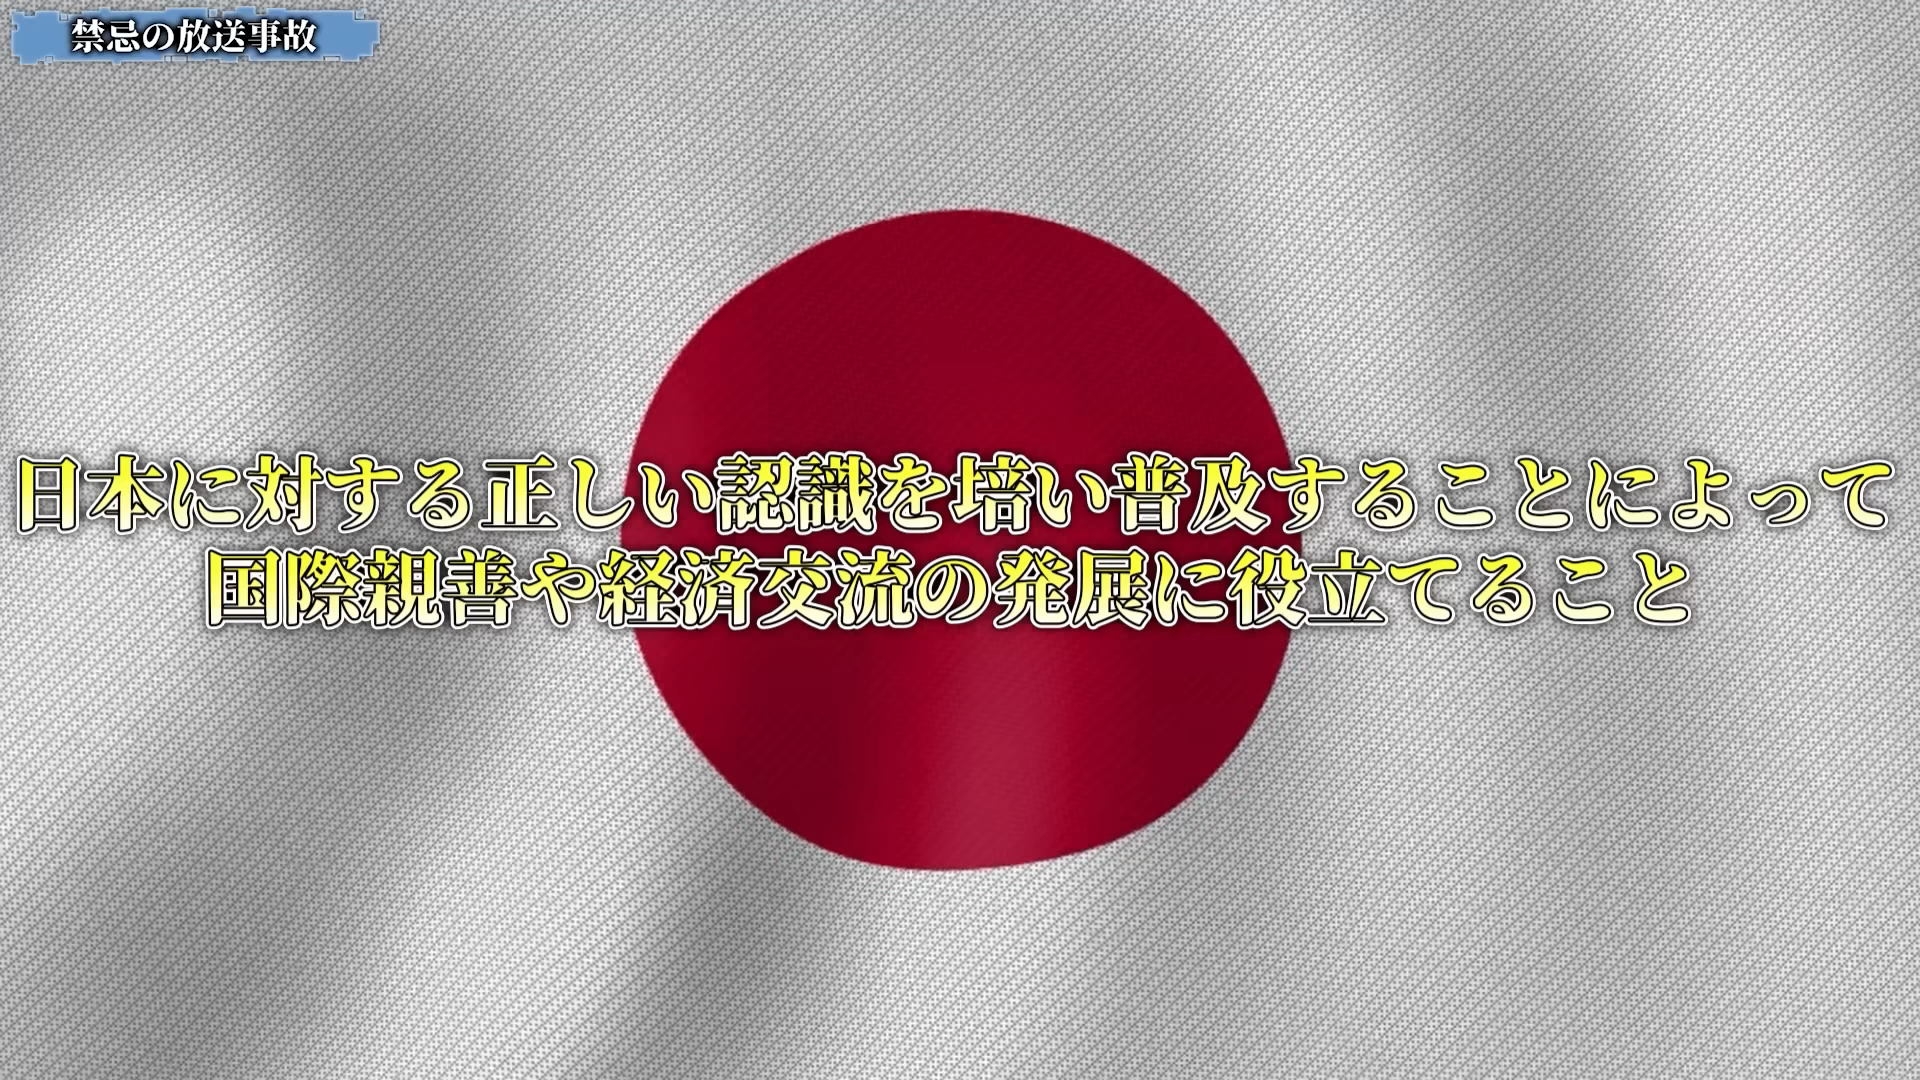 禁忌の放送事故
日本に対する正しい認識を培い普及することによって
国際親善や経済交流の発展に役立てること